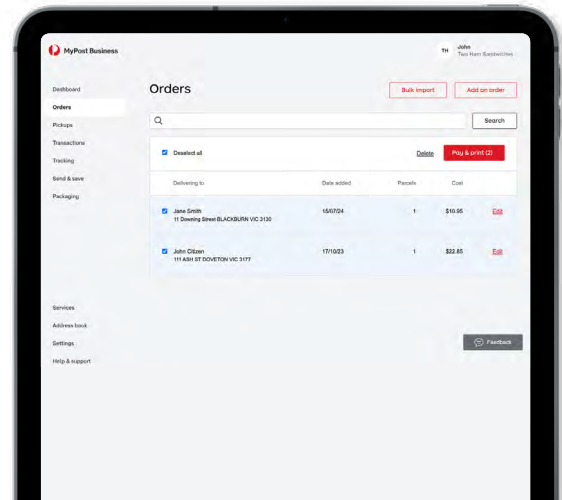 MyPost Business
TH
John
Two Ham Sandwiches
Dashboard
Orders
Pickups
Transactions
Tracking
Send & save
Packaging
Services
Address book
Settings
Help & support
Orders
Bulk import
Add an order
Search
Deselect all
Delete
Pay & print (2)
Delivering to
Date added
Parcels
Cost
Jane Smith
11 Downing Street BLACKBURN VIC 3130
15/07/24
1
$10.95
Edit
John Citizen
111 ASH ST DOVETON VIC 3177
17/10/23
1
$22.85
Edit
Feedback